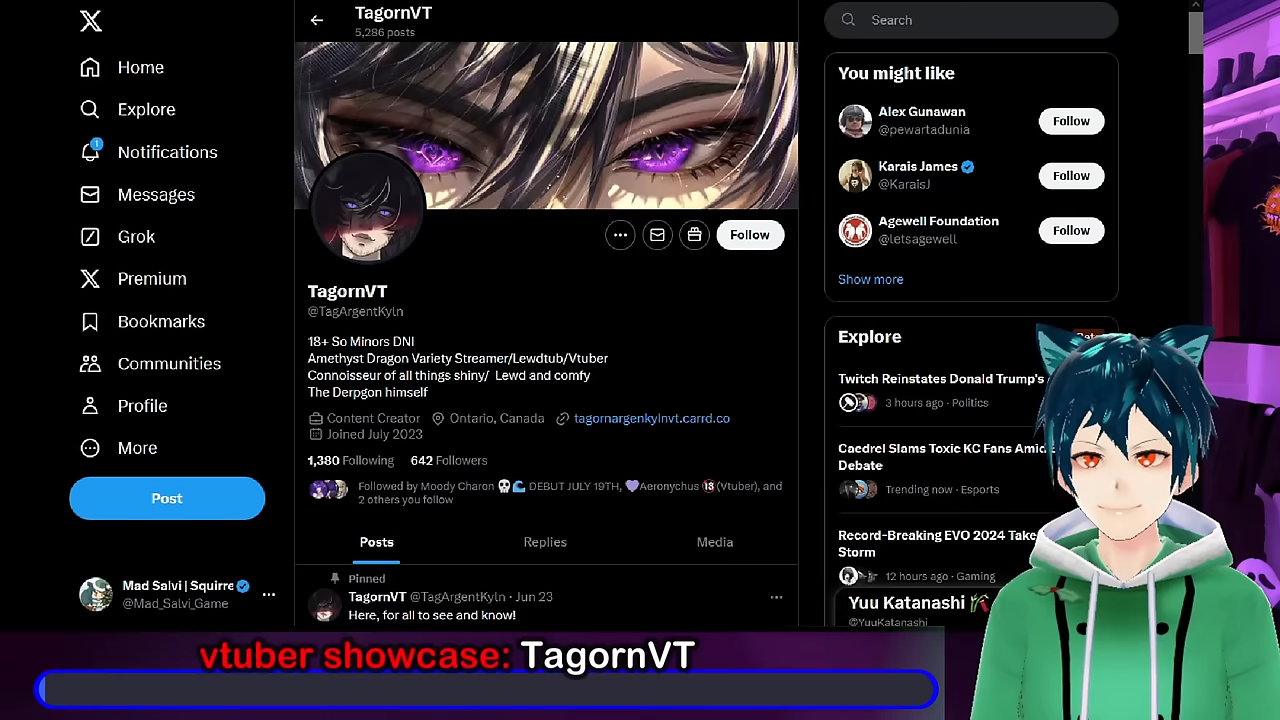 Home
Explore
1
Notifications
Messages
Grok
Premium
Bookmarks
Communities
Profile
More
Post
Mad Salvi | Squirre
@Mad_Salvi_Game
TagornVT
5,286 posts
Follow
TagornVT
@TagArgentKyln
18+ So Minors DNI
Amethyst Dragon Variety Streamer/Lewdtub/Vtuber
Connoisseur of all things shiny/ Lewd and comfy
The Derpgon himself
Content Creator Ontario, Canada tagornargenkylnvt.carrd.co
Joined July 2023
1,380 Following 642 Followers
Followed by Moody Charon 💀🌊 DEBUT JULY 19TH, 💜Aeronychus 🔞(Vtuber), and
2 others you follow
Posts Replies Media
Pinned
TagornVT @TagArgentKyln · Jun 23
Here, for all to see and know!
Search
You might like
Alex Gunawan
@pewartadunia
Follow
Karais James
@KaraisJ
Follow
Agewell Foundation
@letsagewell
Follow
Show more
Explore
Twitch Reinstates Donald Trump's
3 hours ago · Politics
Caedrel Slams Toxic KC Fans Amid
Debate
Trending now · Esports
Record-Breaking EVO 2024 Take
Storm
12 hours ago · Gaming
Yuu Katanashi
@YuuKatanashi
vtuber showcase: TagornVT